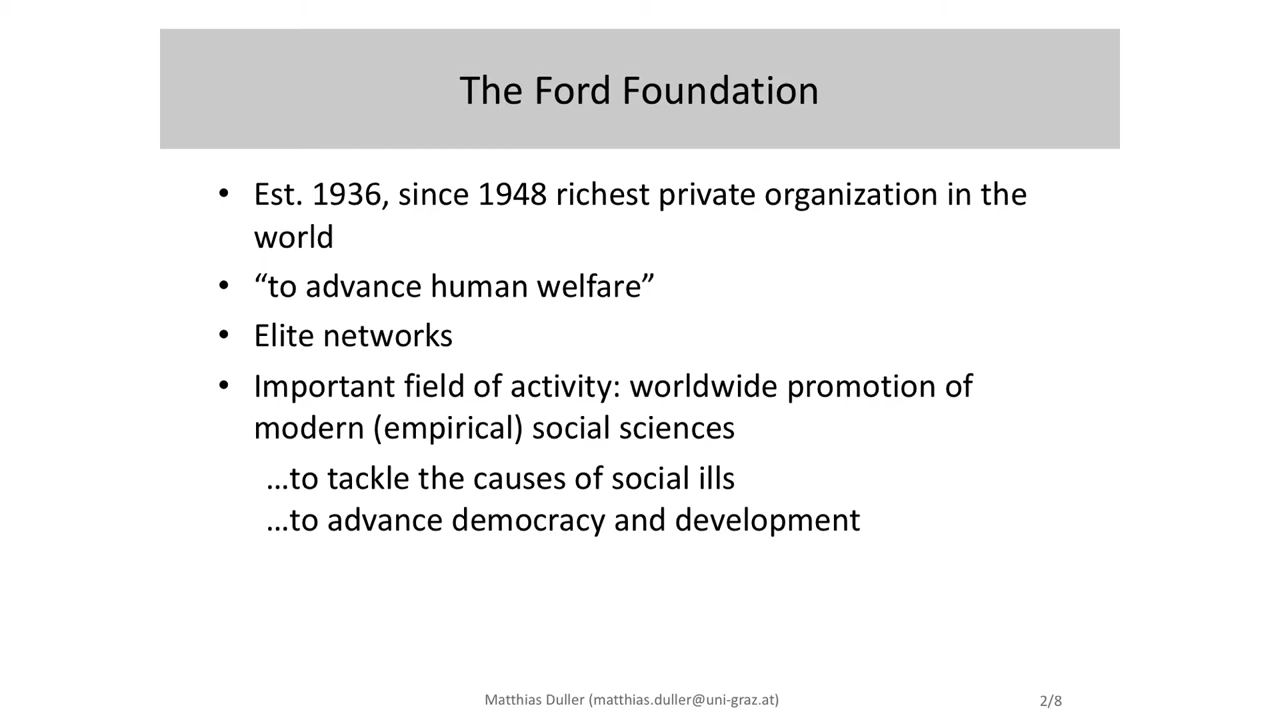 The Ford Foundation
• Est. 1936, since 1948 richest private organization in the
world
• “to advance human welfare”
• Elite networks
• Important field of activity: worldwide promotion of
modern (empirical) social sciences
…to tackle the causes of social ills
…to advance democracy and development
Matthias Duller (matthias.duller@uni-graz.at)
2/8